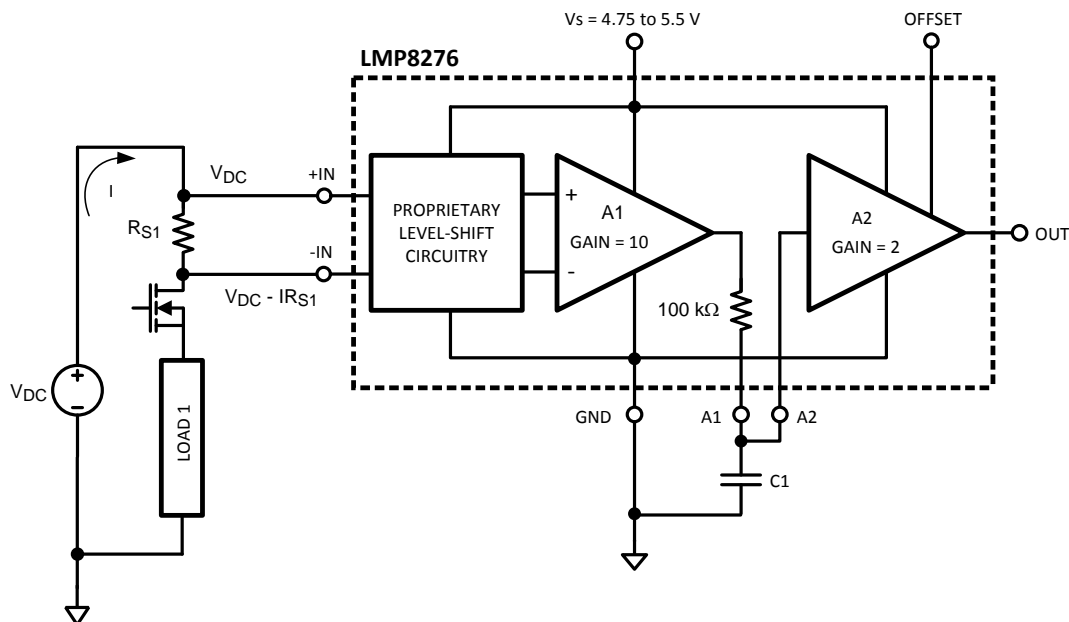 Vs = 4.75 to 5.5 V
OFFSET
LMP8276
I
VDC
+IN
RS1
-IN
VDC - IRS1
PROPRIETARY
LEVEL-SHIFT
CIRCUITRY
+
A1
GAIN = 10
-
A2
GAIN = 2
OUT
100 kΩ
VDC
+
-
LOAD 1
GND
A1
A2
C1